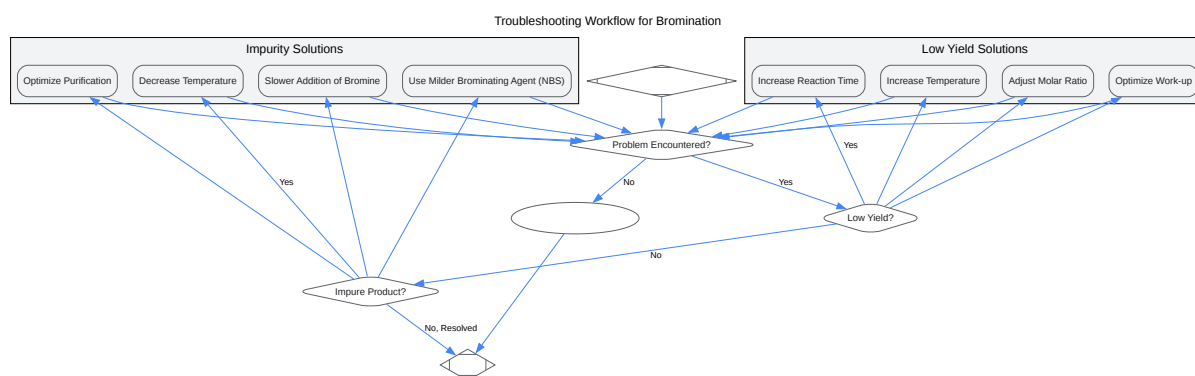 Troubleshooting Workflow for Bromination
Impurity Solutions
Low Yield Solutions
Optimize Purification
Decrease Temperature
Slower Addition of Bromine
Use Milder Brominating Agent (NBS)
Increase Reaction Time
Increase Temperature
Adjust Molar Ratio
Optimize Work-up
Problem Encountered?
Yes
Yes
No
Yes
Low Yield?
No
Impure Product?
No, Resolved